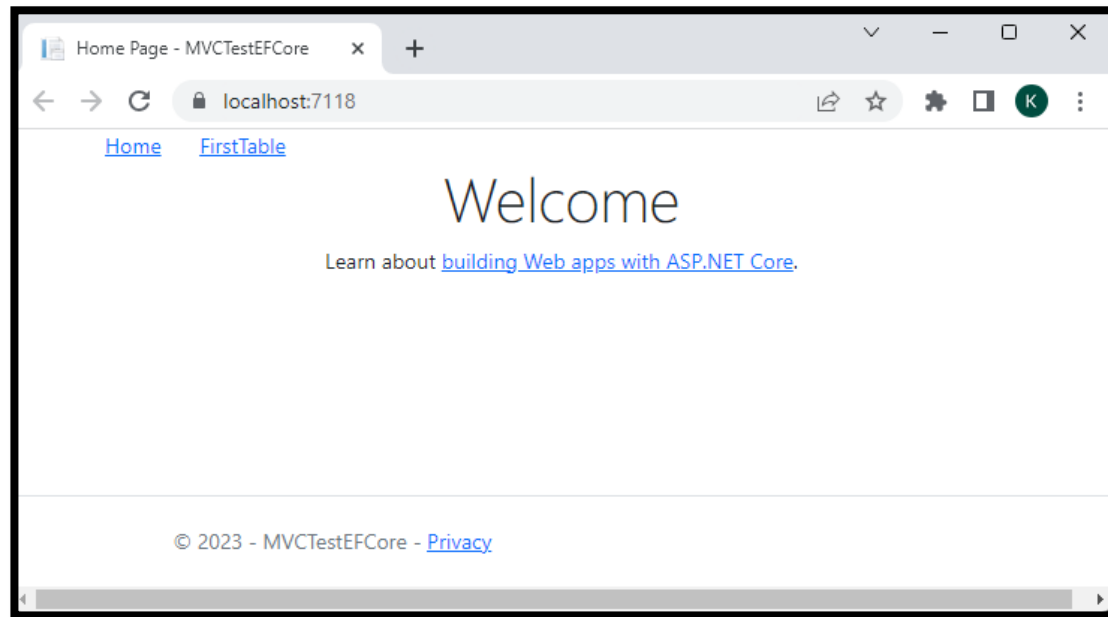 Home Page - MVCTestEFCore
localhost:7118
K
Home FirstTable
Welcome
Learn about building Web apps with ASP.NET Core.
© 2023 - MVCTestEFCore - Privacy